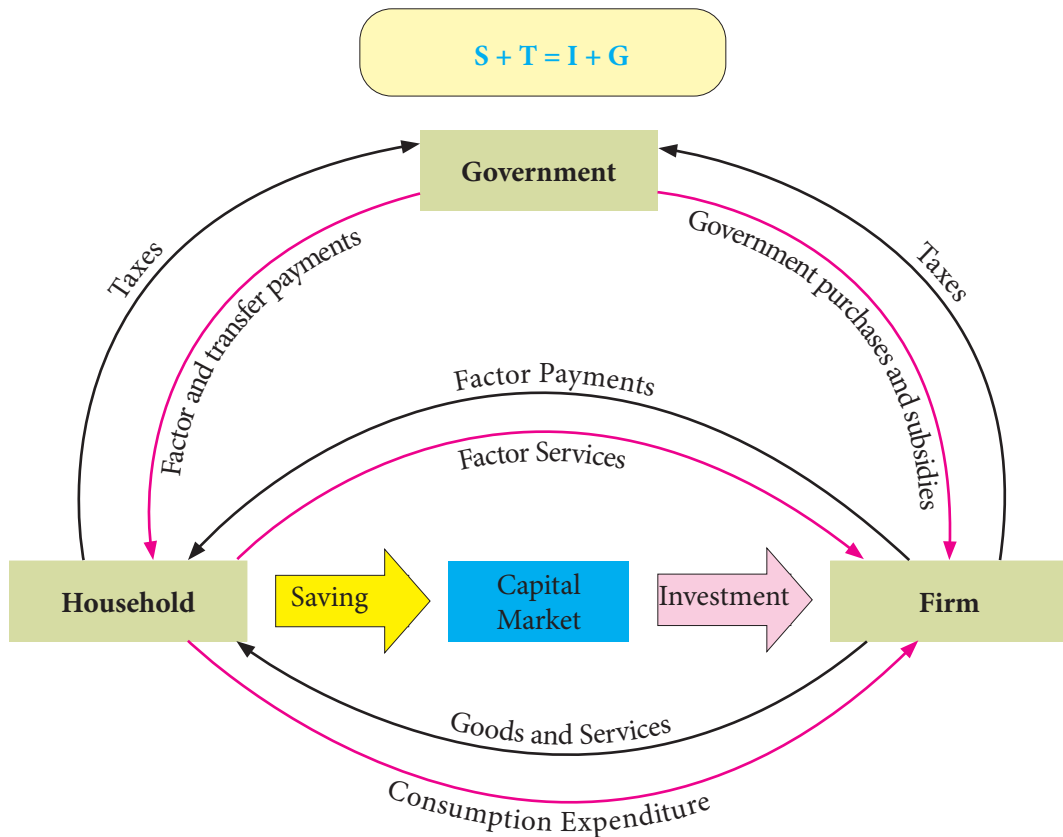 S + T = I + G
Government
Taxes
Factor and transfer payments
Government purchases and subsidies
Taxes
Factor Payments
Factor Services
Household
Saving
Capital
Market
Investment
Firm
Goods and Services
Consumption Expenditure